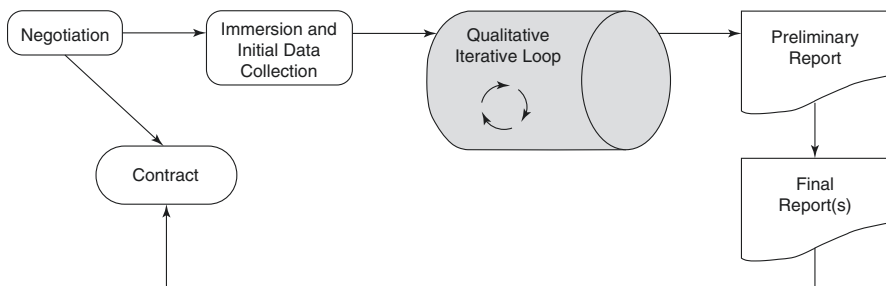 Negotiation
Immersion and
Initial Data
Collection
Qualitative
Iterative Loop
Preliminary
Report
Contract
Final
Report(s)